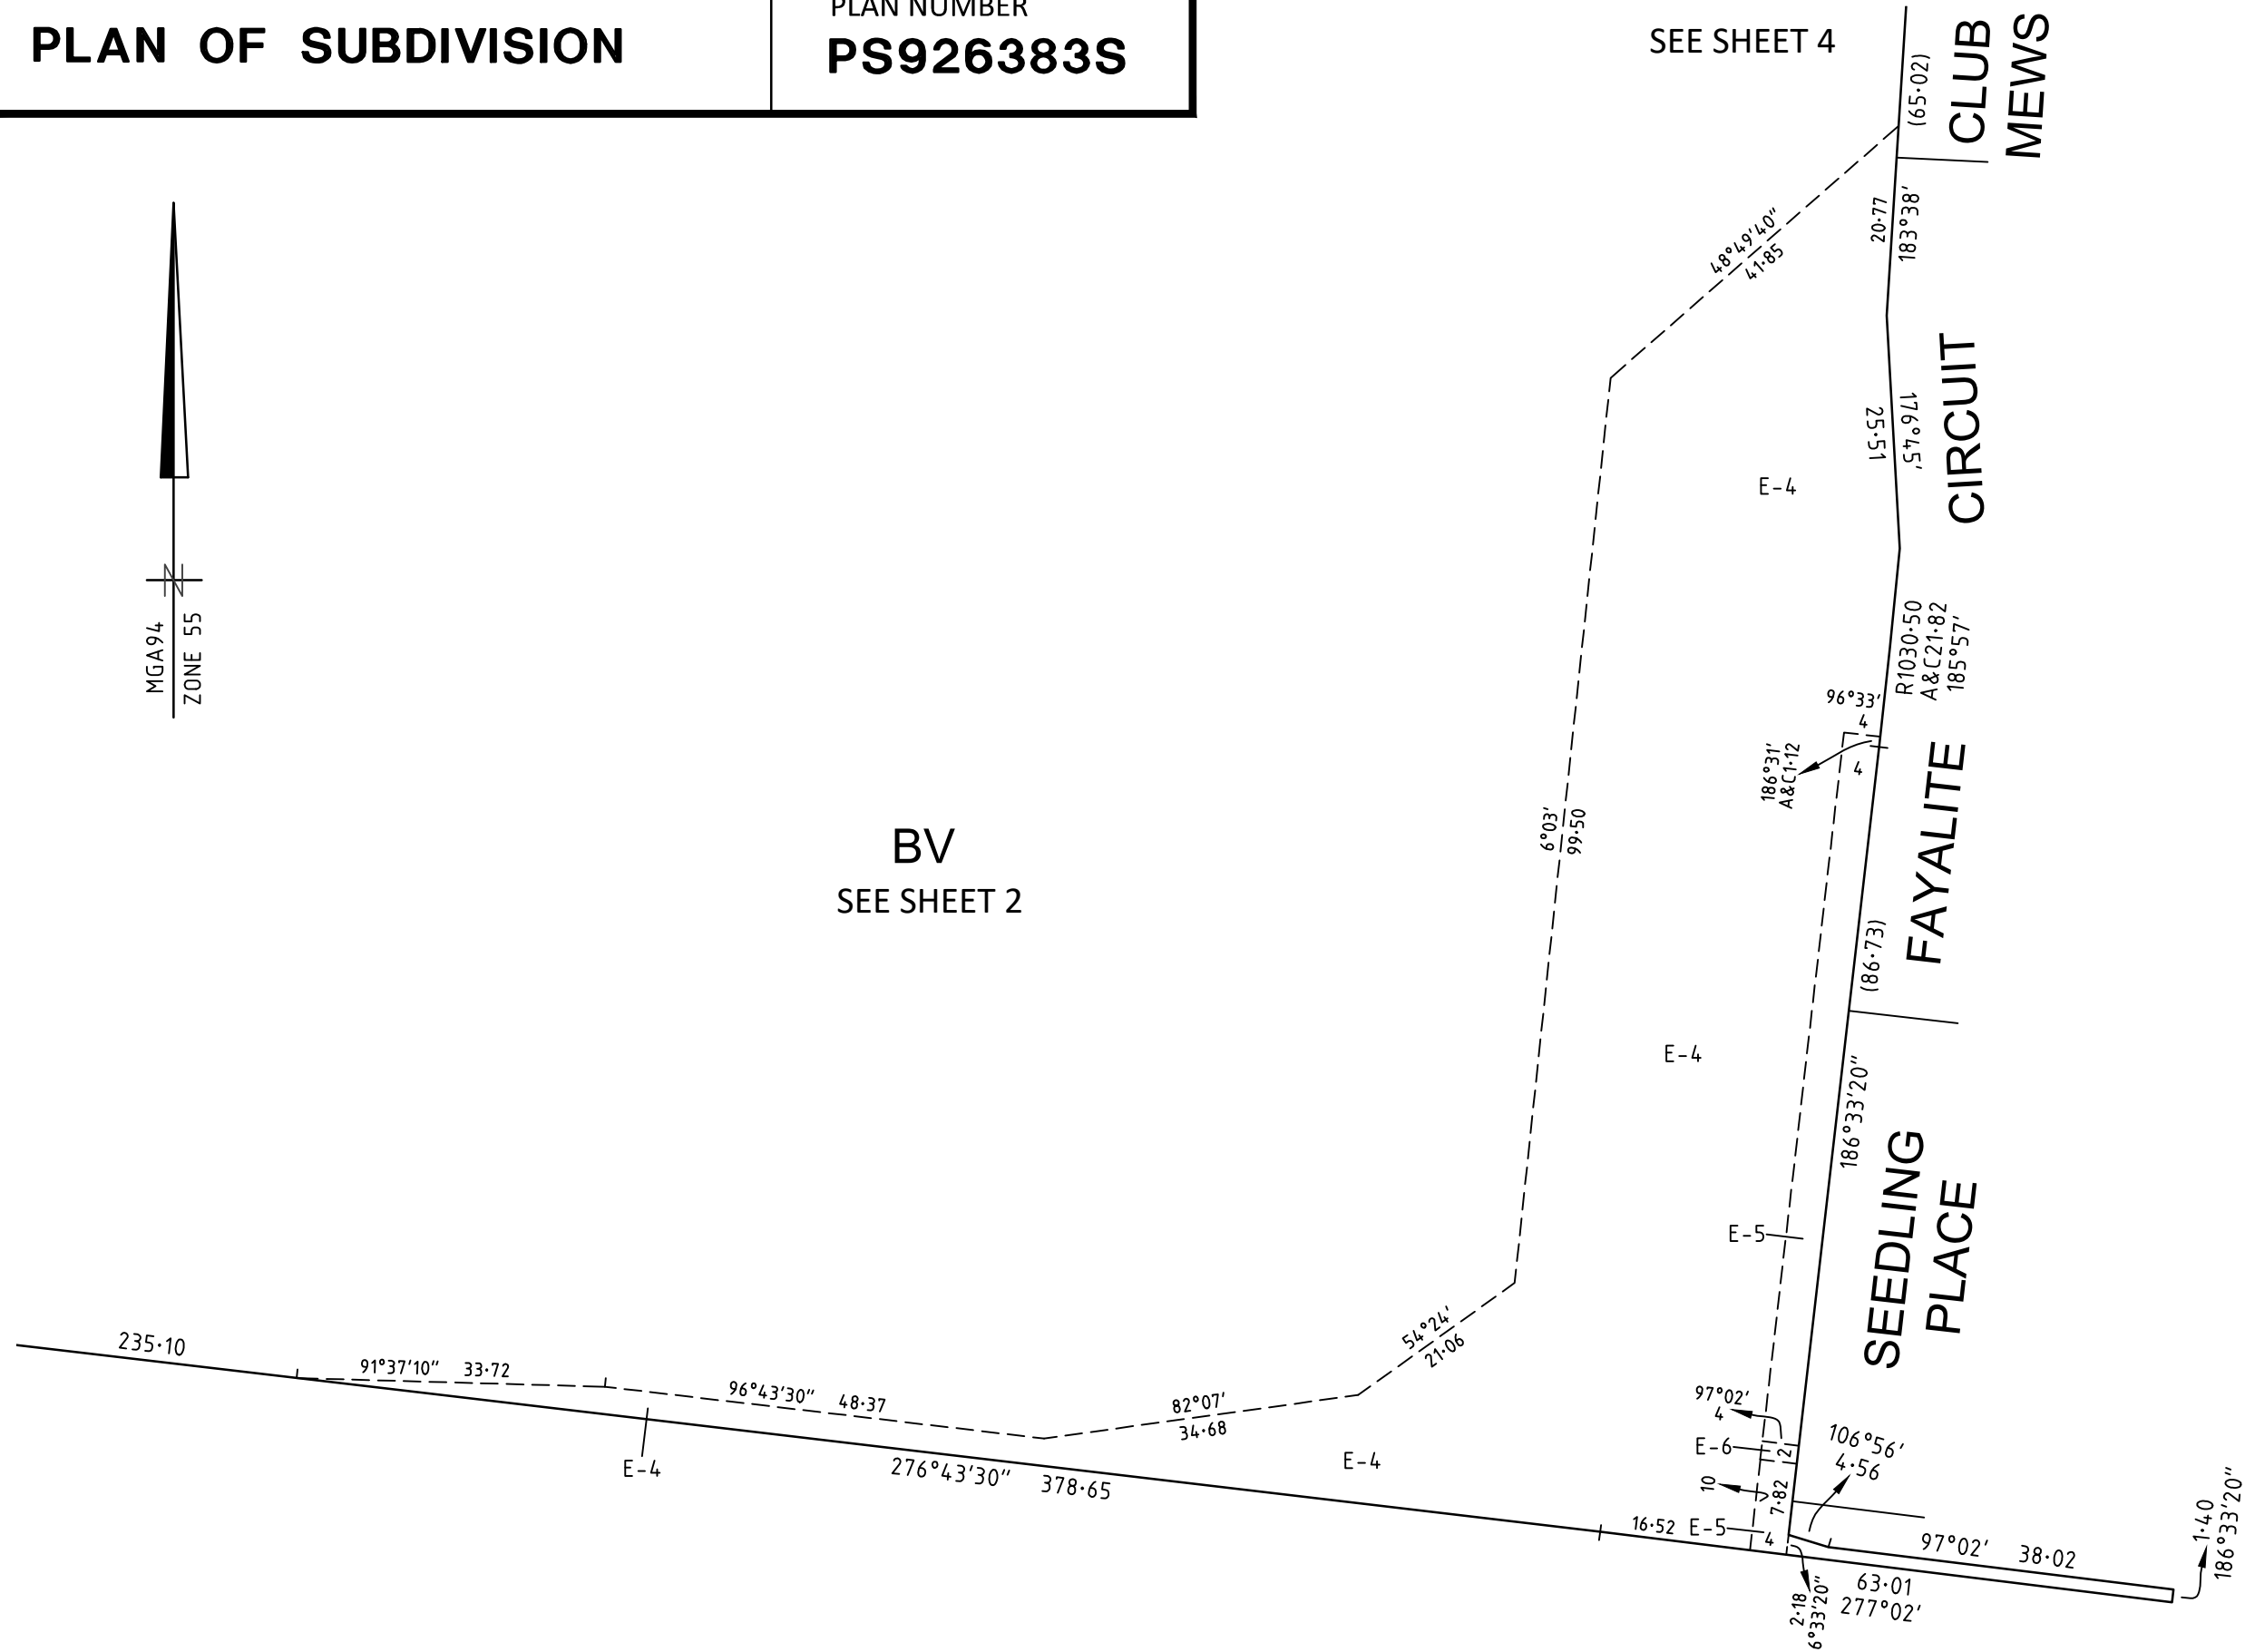 PLAN OF SUBDIVISION
PLAN NUMBER
PS926383S
SEE SHEET 4
(65·02)
CLUB
MEWS
20·77
183°38'
48°49'40"
41·85
25·51
176°45'
CIRCUIT
E-4
MGA94
ZONE 55
N
R1030·50
A&C21·82
185°57'
96°33'
4
4
186°31'
A&C1·12
FAYALITE
6°03'
99·50
BV
SEE SHEET 2
(86·73)
E-4
186°33'20"
SEEDLING
PLACE
E-5
54°24'
21·06
235·10
91°37'10" 33·72
96°43'30" 48·37
82°07'
34·68
97°02'
4
E-6
2
106°56'
4·56
E-4
E-4
276°43'30" 378·65
10
7·82
16·52
E-5
4
97°02' 38·02
1·40
186°33'20"
63·01
277°02'
2·18
6°33'20"